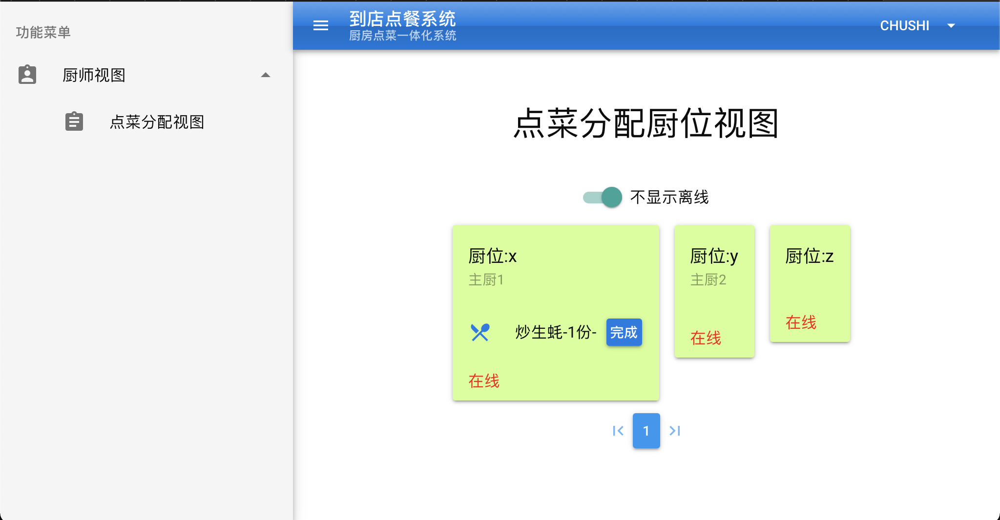 功能菜单
厨师视图
点菜分配视图
到店点餐系统
厨房点菜一体化系统
CHUSHI
点菜分配厨位视图
不显示离线
厨位:x
主厨1
炒生蚝-1份-
完成
在线
厨位:y
主厨2
在线
厨位:z
在线
1